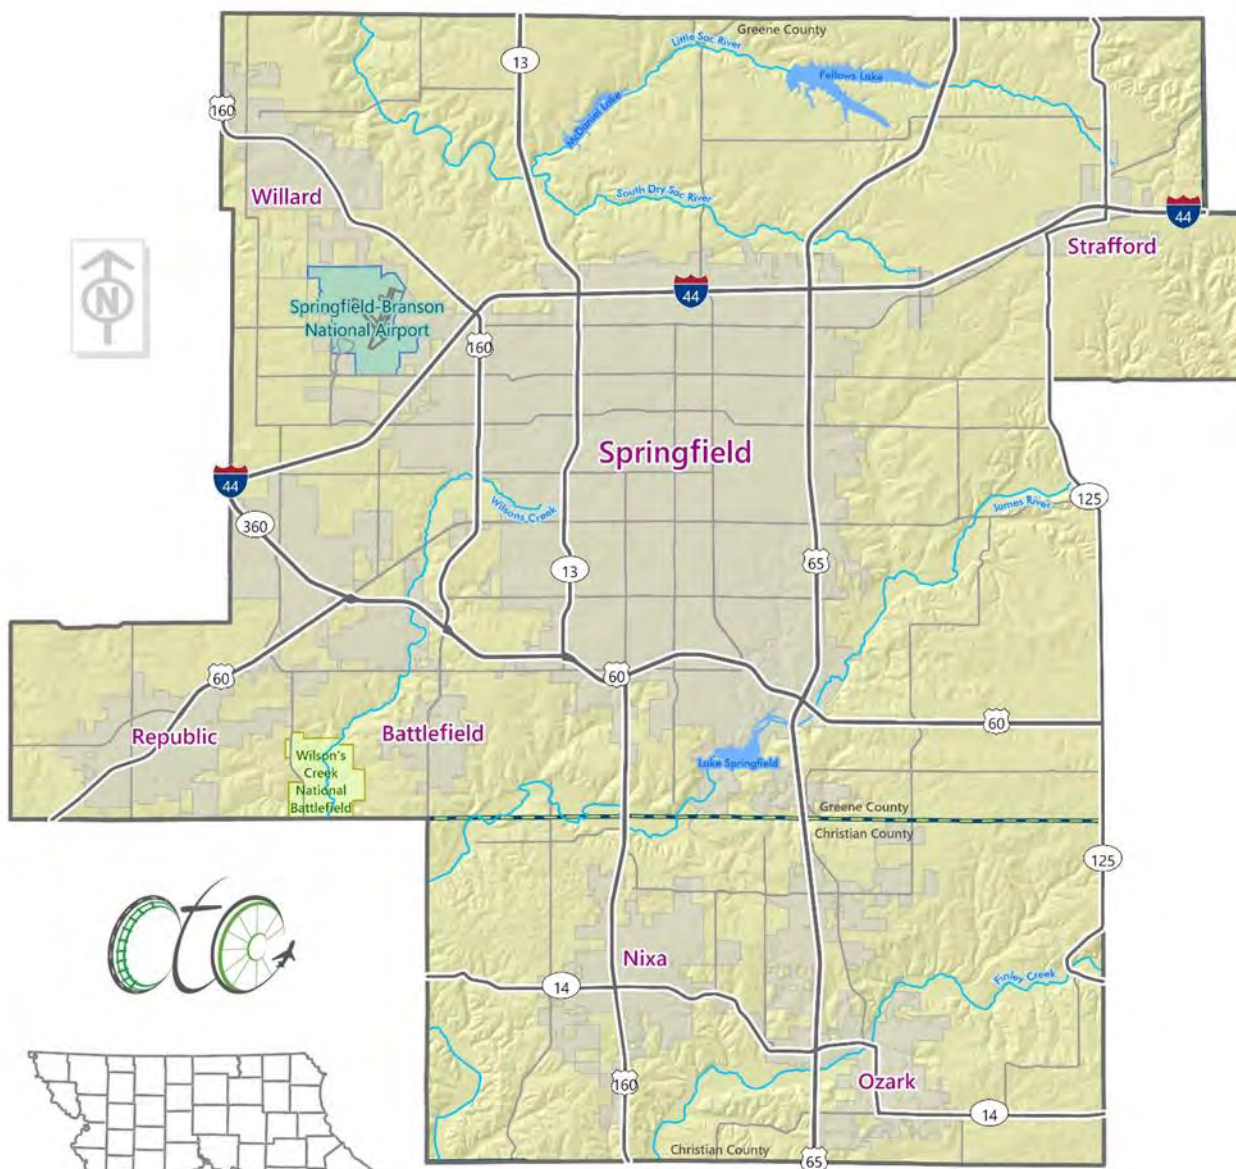 Greene County
Little Sac River
13
Fellows Lake
160
McDaniel Lake
Willard
South Dry Sac River
44
Strafford
N
44
Springfield-Branson
National Airport
160
Springfield
44
125
Wilsons Creek
James River
360
65
13
60
60
60
Republic
Battlefield
Wilson's
Creek
National
Battlefield
Lake Springfield
Greene County
Christian County
125
cto
Nixa
Finley Creek
14
160
Ozark
14
Christian County
65